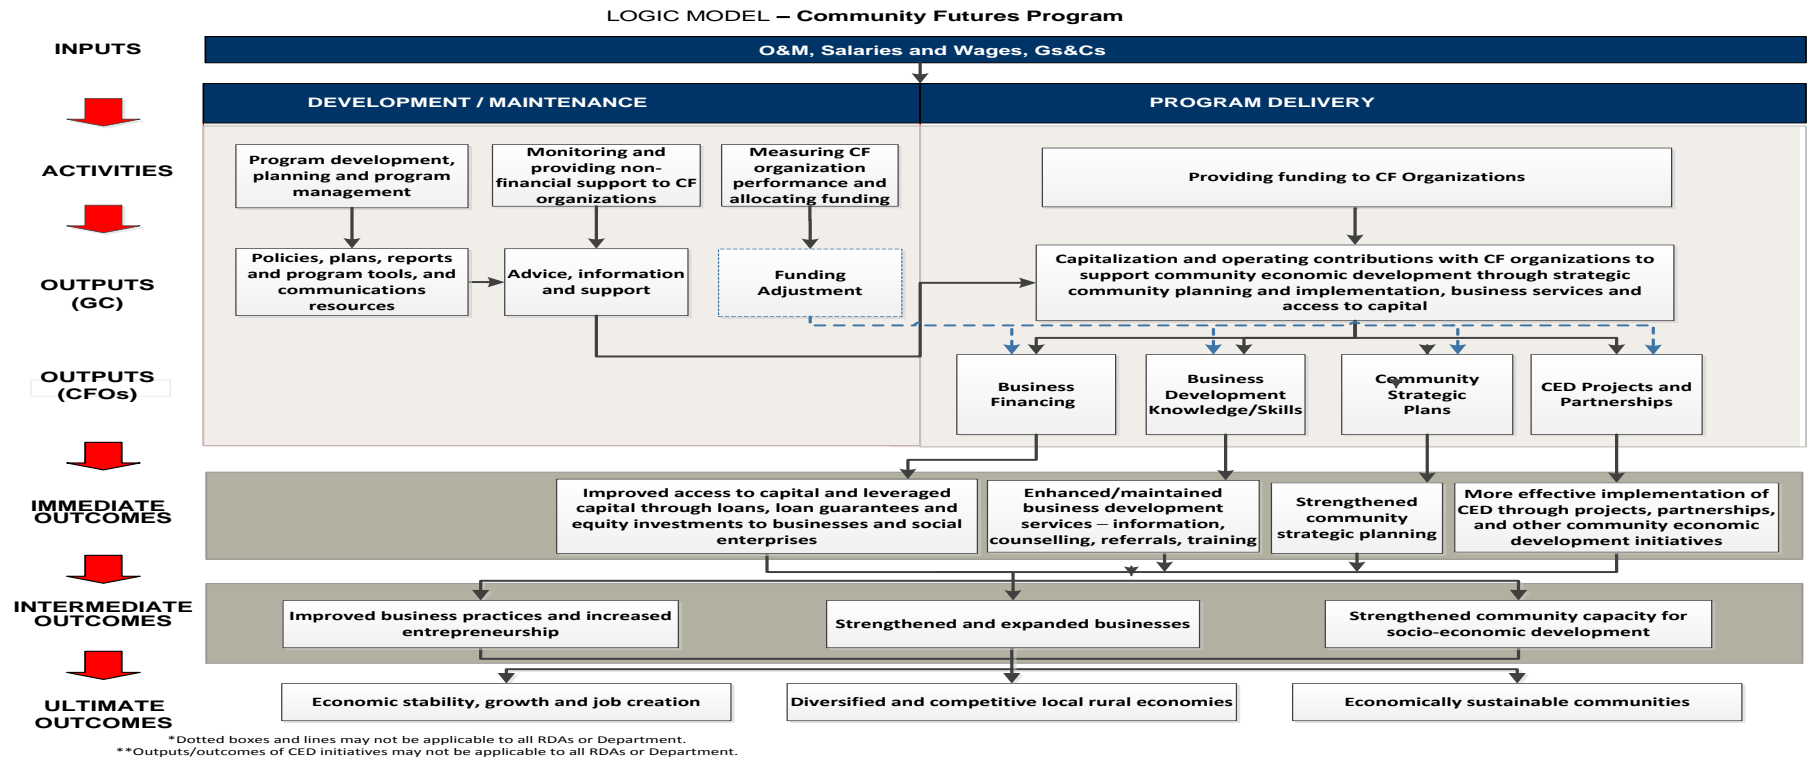 LOGIC MODEL – Community Futures Program
INPUTS
O&M, Salaries and Wages, Gs&Cs
DEVELOPMENT / MAINTENANCE
PROGRAM DELIVERY
ACTIVITIES
Program development,
planning and program
management
Monitoring and
providing non-
financial support to CF
organizations
Measuring CF
organization
performance and
allocating funding
Providing funding to CF Organizations
OUTPUTS
(GC)
Policies, plans, reports
and program tools, and
communications
resources
Advice, information
and support
Funding
Adjustment
Capitalization and operating contributions with CF organizations to
support community economic development through strategic
community planning and implementation, business services and
access to capital
OUTPUTS
(CFOs)
Business
Financing
Business
Development
Knowledge/Skills
Community
Strategic
Plans
CED Projects and
Partnerships
IMMEDIATE
OUTCOMES
Improved access to capital and leveraged
capital through loans, loan guarantees and
equity investments to businesses and social
enterprises
Enhanced/maintained
business development
services – information,
counselling, referrals, training
Strengthened
community
strategic planning
More effective implementation of
CED through projects, partnerships,
and other community economic
development initiatives
INTERMEDIATE
OUTCOMES
Improved business practices and increased
entrepreneurship
Strengthened and expanded businesses
Strengthened community capacity for
socio-economic development
ULTIMATE
OUTCOMES
Economic stability, growth and job creation
Diversified and competitive local rural economies
Economically sustainable communities
*Dotted boxes and lines may not be applicable to all RDAs or Department.
**Outputs/outcomes of CED initiatives may not be applicable to all RDAs or Department.